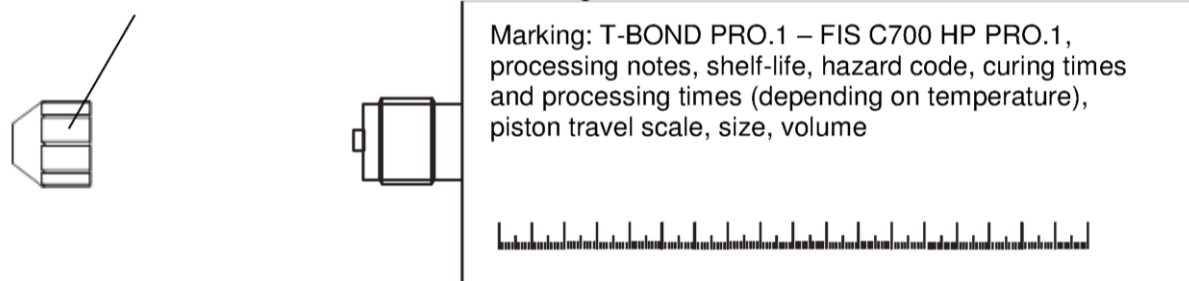 Marking: T-BOND PRO.1 – FIS C700 HP PRO.1,
processing notes, shelf-life, hazard code, curing times
and processing times (depending on temperature),
piston travel scale, size, volume